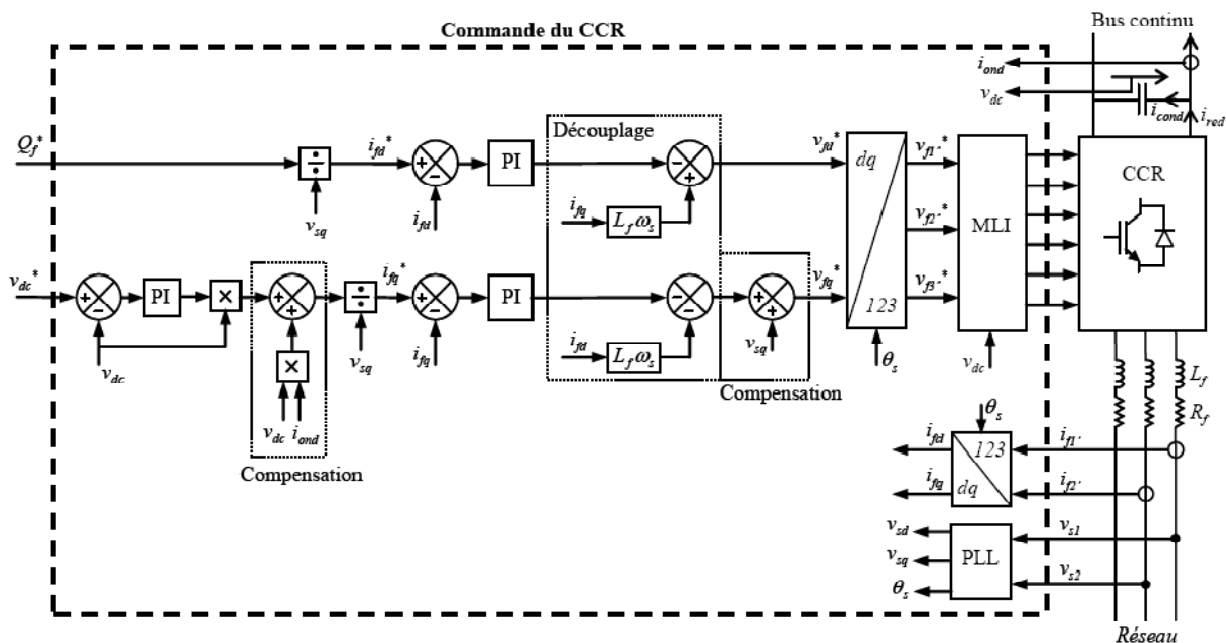 Commande du CCR
Bus continu
i_ond
v_dc
i_cond
i_red
Q_f*
÷
v_sq
i_fd*
+
−
i_fd
PI
Découplage
−
+
i_fq
L_f ω_s
v_fd*
dq
123
θ_s
v_f1'*
v_f2'*
v_f3'*
MLI
v_dc
CCR
v_dc*
+
−
v_dc
PI
×
+
+
×
v_dc i_ond
Compensation
÷
v_sq
i_fq*
+
−
i_fq
PI
−
+
i_fd
L_f ω_s
+
+
v_sq
Compensation
v_fq*
L_f
R_f
θ_s
i_fd
i_fq
123
dq
i_f1'
i_f2'
v_sd
v_sq
θ_s
PLL
v_s1
v_s2
Réseau